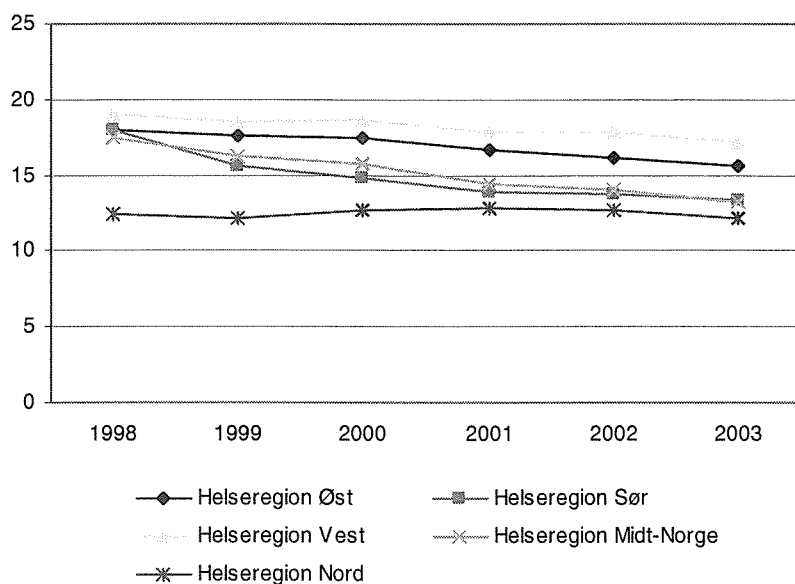 25
20
15
10
5
0
1998 1999 2000 2001 2002 2003
Helseregion Øst Helseregion Sør
Helseregion Vest Helseregion Midt-Norge
Helseregion Nord